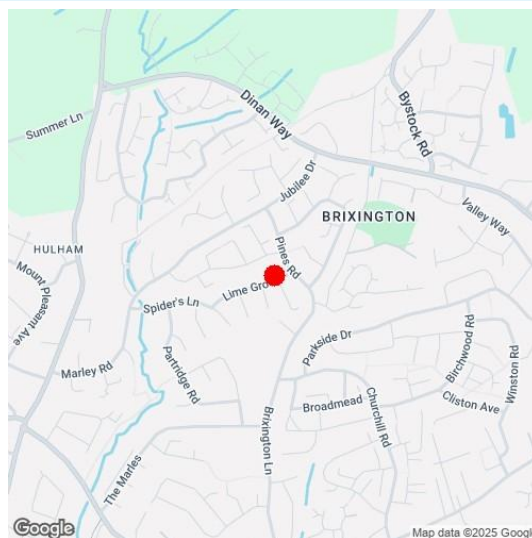 Dinan Way
Bystock Rd
Summer Ln
Jubilee Dr
Valley Way
BRIXINGTON
HULHAM
Pines Rd
Mount Pleasant Ave
Lime Gro
Spider's Ln
Parkside Dr
Birchwood Rd
Winston Rd
Marley Rd
Partridge Rd
Broadmead
Churchill Rd
Cliston Ave
Brixington Ln
The Marles
Google
Map data ©2025 Google